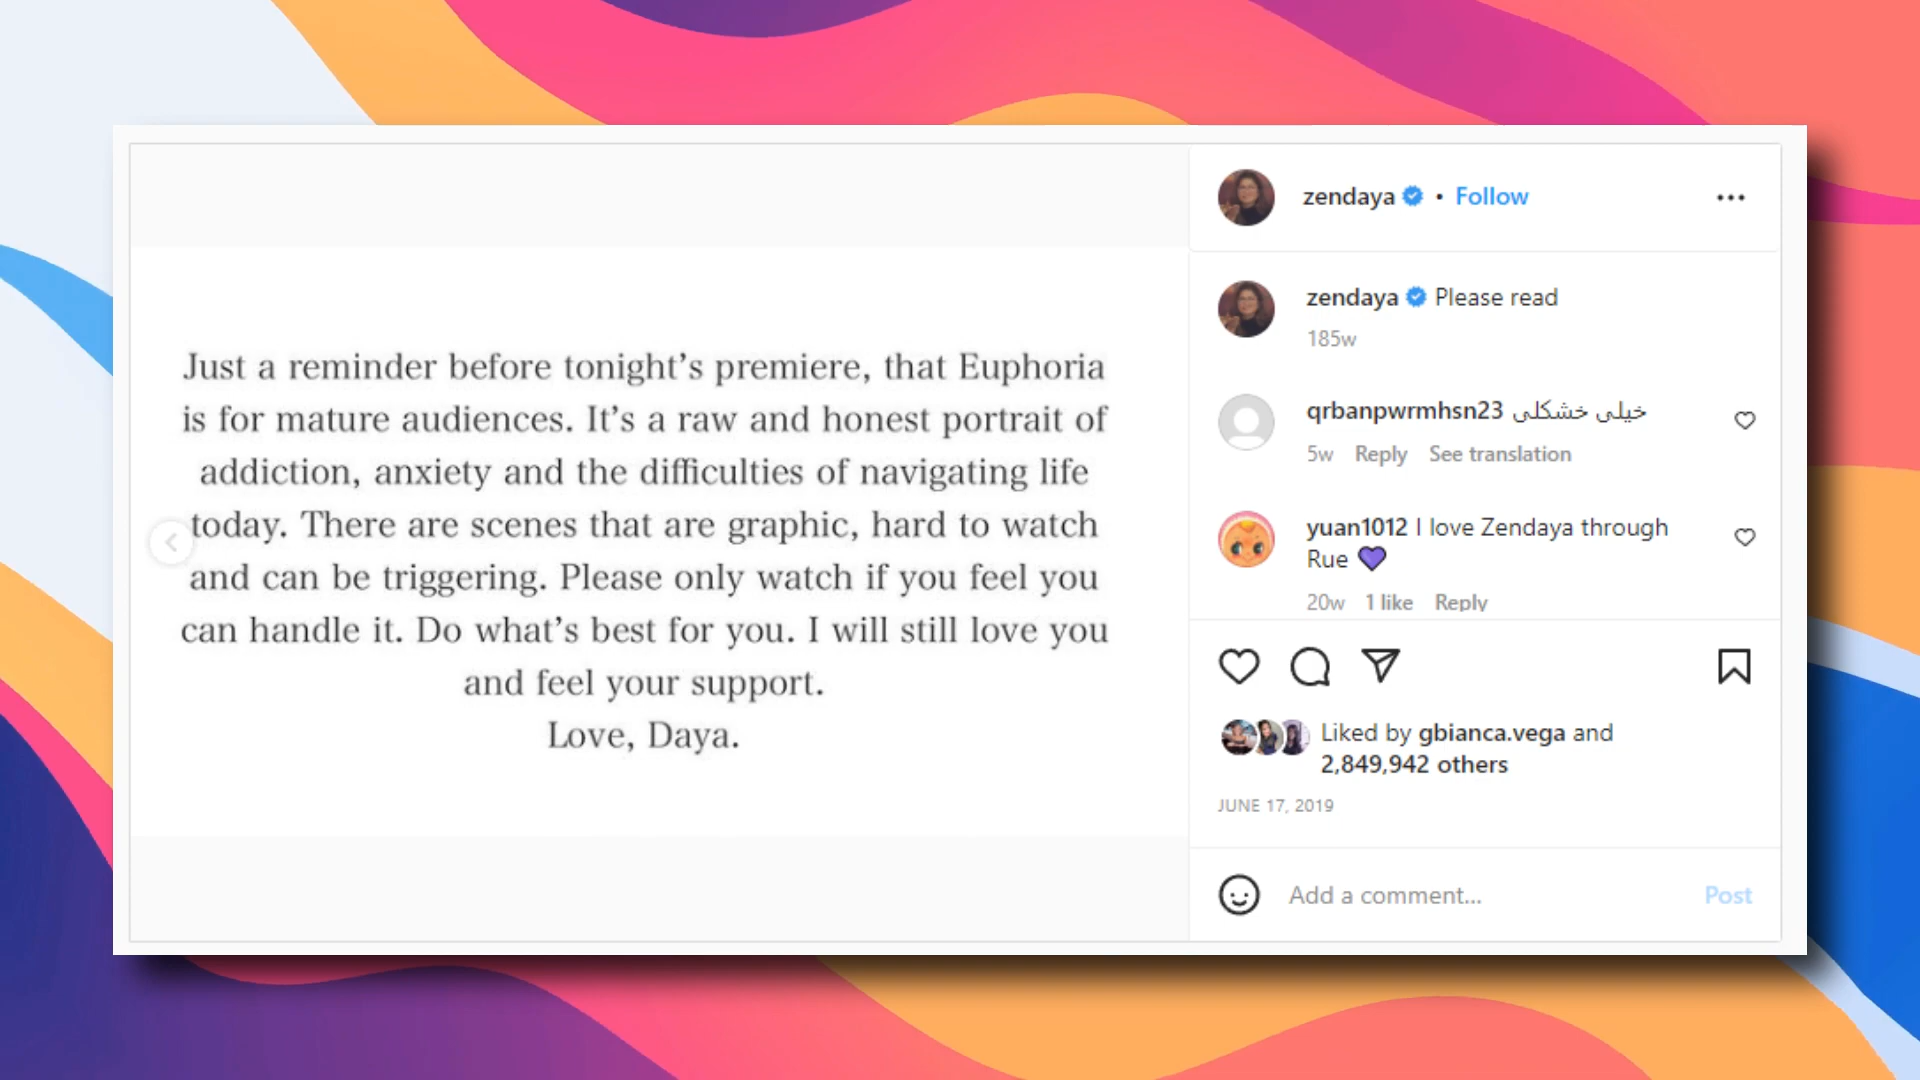 Just a reminder before tonight's premiere, that Euphoria
is for mature audiences. It's a raw and honest portrait of
addiction, anxiety and the difficulties of navigating life
today. There are scenes that are graphic, hard to watch
and can be triggering. Please only watch if you feel you
can handle it. Do what's best for you. I will still love you
and feel your support.
Love, Daya.
zendaya • Follow
zendaya Please read
185w
qrbanpwrmhsn23 خیلی خشکلی
5w Reply See translation
yuan1012 I love Zendaya through
Rue 💜
20w 1 like Reply
Liked by gbianca.vega and
2,849,942 others
JUNE 17, 2019
Add a comment...
Post